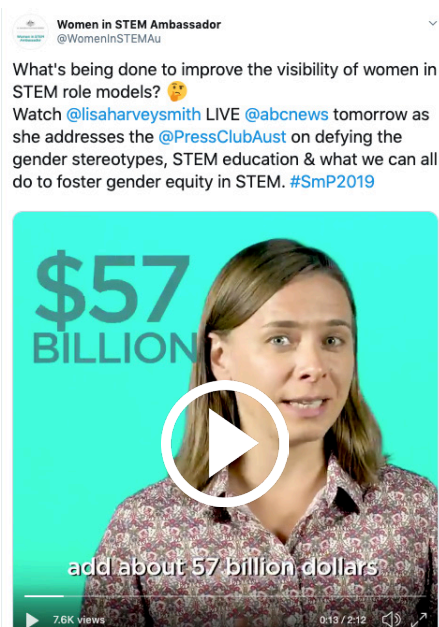 Women in STEM Ambassador
@WomenInSTEMAu
What's being done to improve the visibility of women in
STEM role models? 🤔
Watch @lisaharveysmith LIVE @abcnews tomorrow as
she addresses the @PressClubAust on defying the
gender stereotypes, STEM education & what we can all
do to foster gender equity in STEM. #SmP2019
$57
BILLION
add about 57 billion dollars
7.6K views
0:13 / 2:12